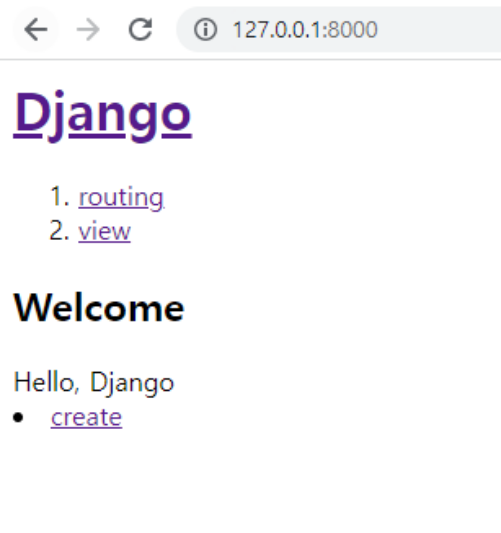 127.0.0.1:8000
Django
1. routing
2. view
Welcome
Hello, Django
• create